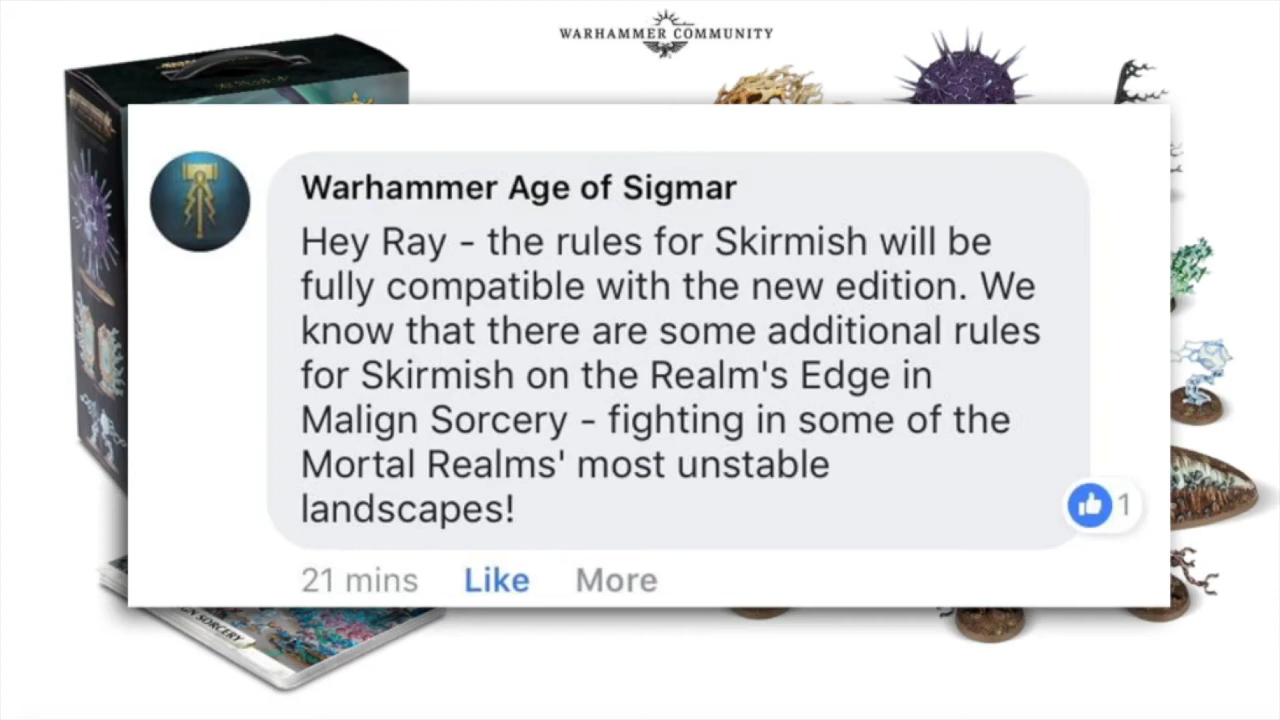 WARHAMMER COMMUNITY
Warhammer Age of Sigmar
Hey Ray - the rules for Skirmish will be
fully compatible with the new edition. We
know that there are some additional rules
for Skirmish on the Realm's Edge in
Malign Sorcery - fighting in some of the
Mortal Realms' most unstable
landscapes!
1
21 mins
Like
More
SORCERY